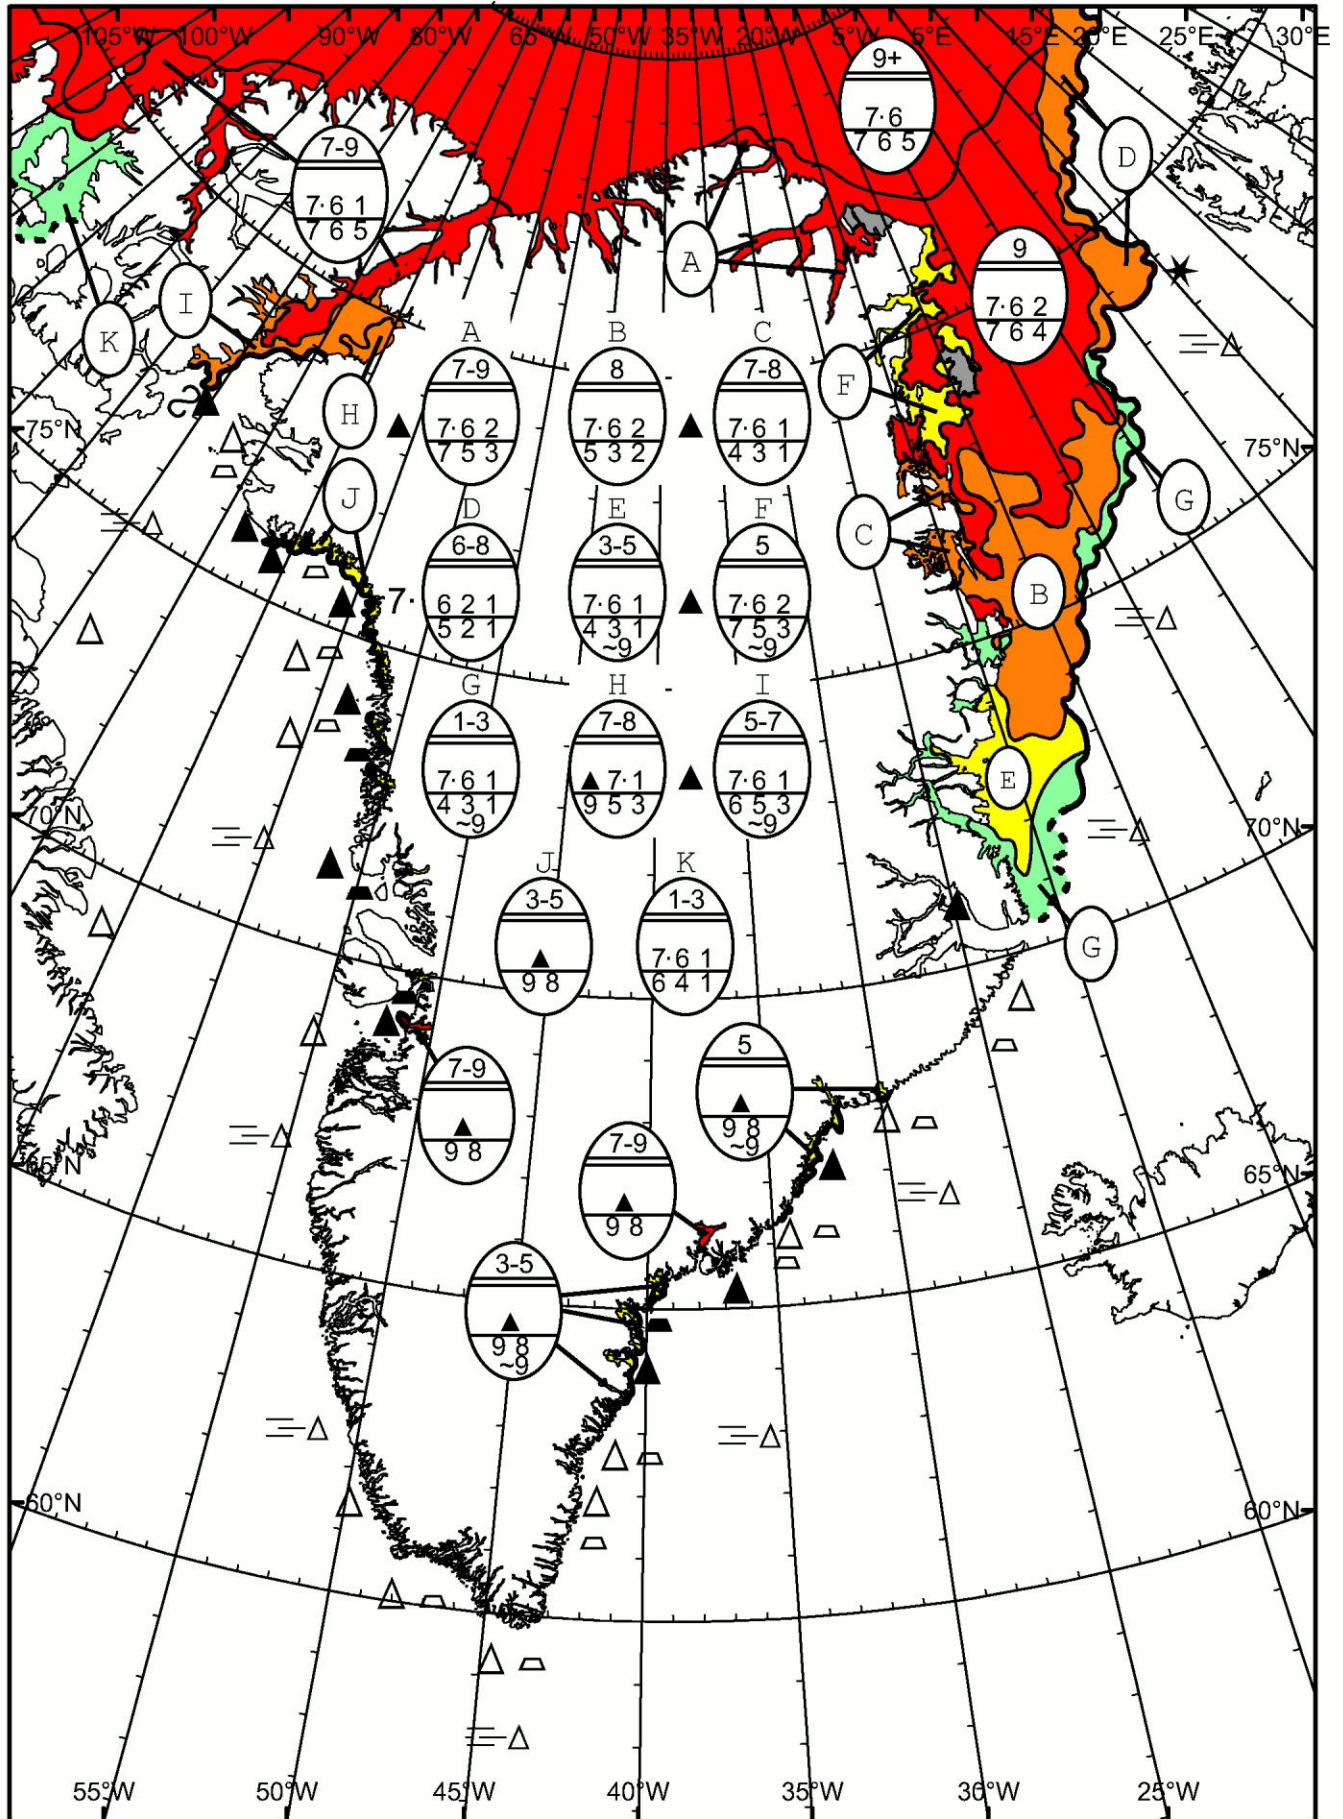 105°W 100°W 90°W 80°W 65°W 50°W 35°W 20°W 5°W 5°E 15°E 20°E 25°E 30°E
9+
7·6
7 6 5
D
7-9
7·6 1
7 6 5
A
9
7·6 2
7 6 4
I
K
F
H
A B C
7-9 8 7-8
7·6 2 7·6 2 7·6 1
7 5 3 5 3 2 4 3 1
75°N 75°N
J
G
C
D E F
6-8 3-5 5
7· 6 2 1 7·6 1 7·6 2
5 2 1 4 3 1 7 5 3
~9 ~9
B
G H I
1-3 7-8 5-7
7·6 1 ▲ 7·1 7·6 1
4 3 1 9 5 3 6 5 3
~9 ~9
E
70°N 70°N
J K
3-5 1-3
▲ 7·6 1
9 8 6 4 1
G
7-9
▲
9 8
5
▲
9 8
~9
7-9
▲
9 8
65°N 65°N
3-5
▲
9 8
~9
60°N 60°N
55°W 50°W 45°W 40°W 35°W 30°W 25°W